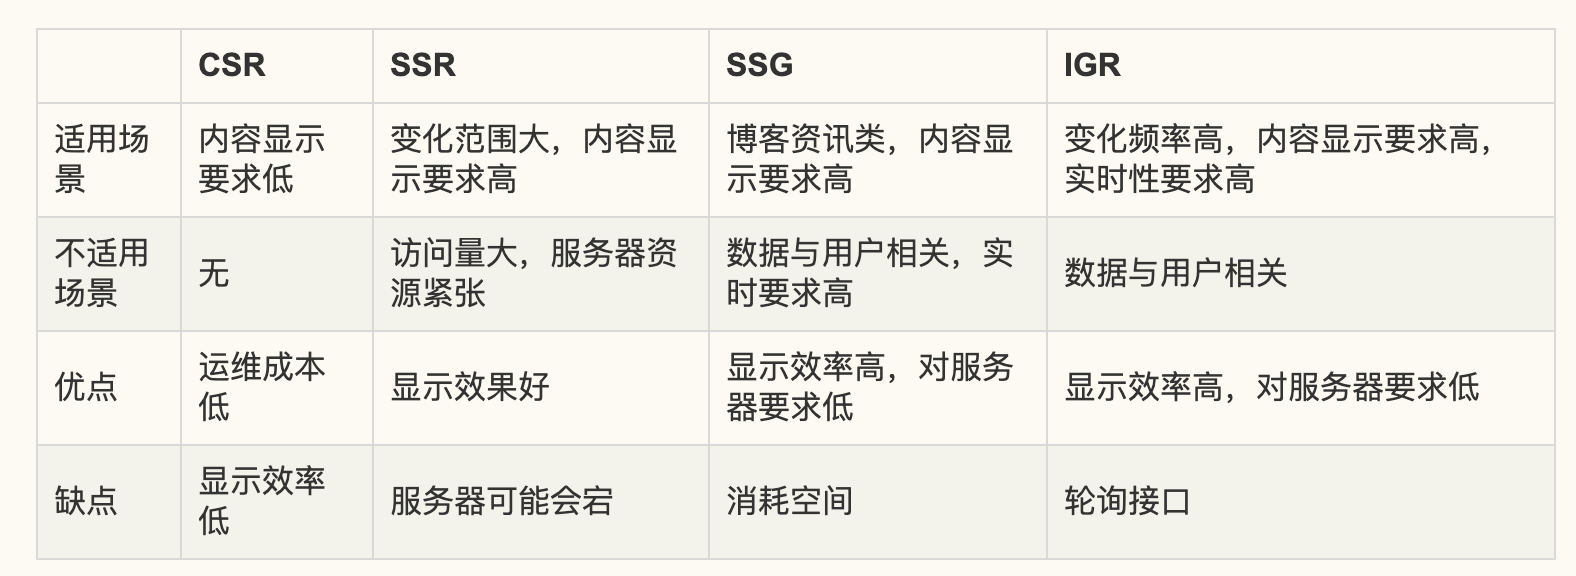 CSR SSR SSG IGR
适用场景 内容显示要求低 变化范围大，内容显示要求高 博客资讯类，内容显示要求高 变化频率高，内容显示要求高，实时性要求高
不适用场景 无 访问量大，服务器资源紧张 数据与用户相关，实时要求高 数据与用户相关
优点 运维成本低 显示效果好 显示效率高，对服务器要求低 显示效率高，对服务器要求低
缺点 显示效率低 服务器可能会宕 消耗空间 轮询接口